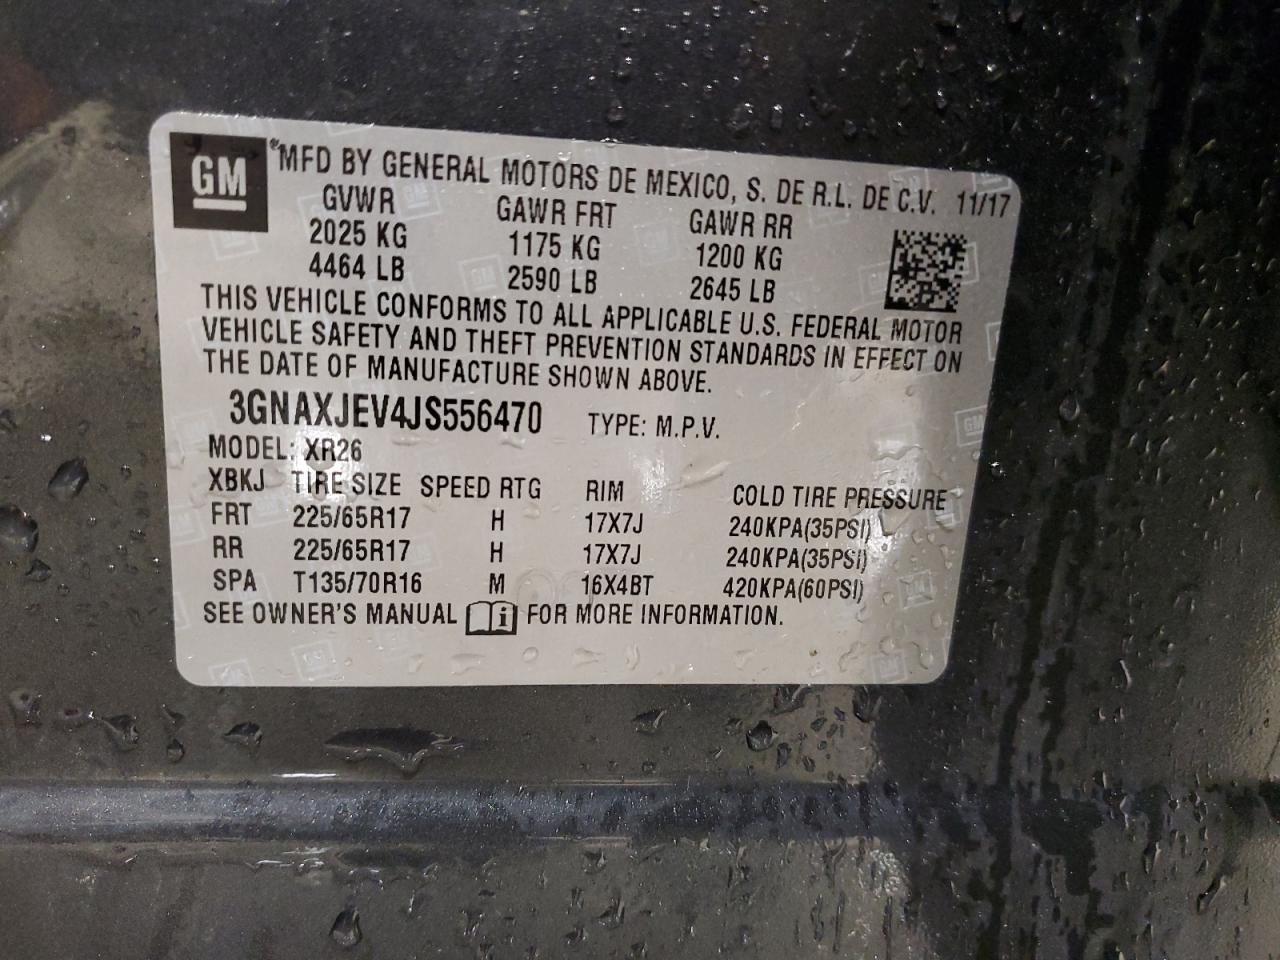 GM
MFD BY GENERAL MOTORS DE MEXICO, S. DE R.L. DE C.V. 11/17
GVWR GAWR FRT GAWR RR
2025 KG 1175 KG 1200 KG
4464 LB 2590 LB 2645 LB
THIS VEHICLE CONFORMS TO ALL APPLICABLE U.S. FEDERAL MOTOR
VEHICLE SAFETY AND THEFT PREVENTION STANDARDS IN EFFECT ON
THE DATE OF MANUFACTURE SHOWN ABOVE.
3GNAXJEV4JS556470 TYPE: M.P.V.
MODEL: XR26
XBKJ TIRE SIZE SPEED RTG RIM COLD TIRE PRESSURE
FRT 225/65R17 H 17X7J 240KPA(35PSI)
RR 225/65R17 H 17X7J 240KPA(35PSI)
SPA T135/70R16 M 16X4BT 420KPA(60PSI)
SEE OWNER'S MANUAL i FOR MORE INFORMATION.